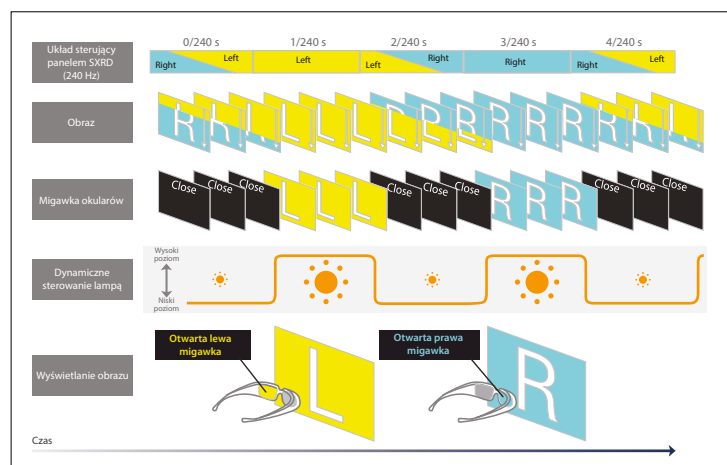 0/240 s 1/240 s 2/240 s 3/240 s 4/240 s
Układ sterujący
panelem SXRD
(240 Hz)
Right Left Left Left Right Right Right Left
Obraz
R R L L L L L R R R R R R L
Migawka okularów
Close Close Close L L L Close Close Close R R R Close Close Close
Dynamiczne
sterowanie lampą
Wysoki
poziom
Niski
poziom
Wyświetlanie obrazu
Otwarta lewa
migawka
L
Otwarta prawa
migawka
R
Czas